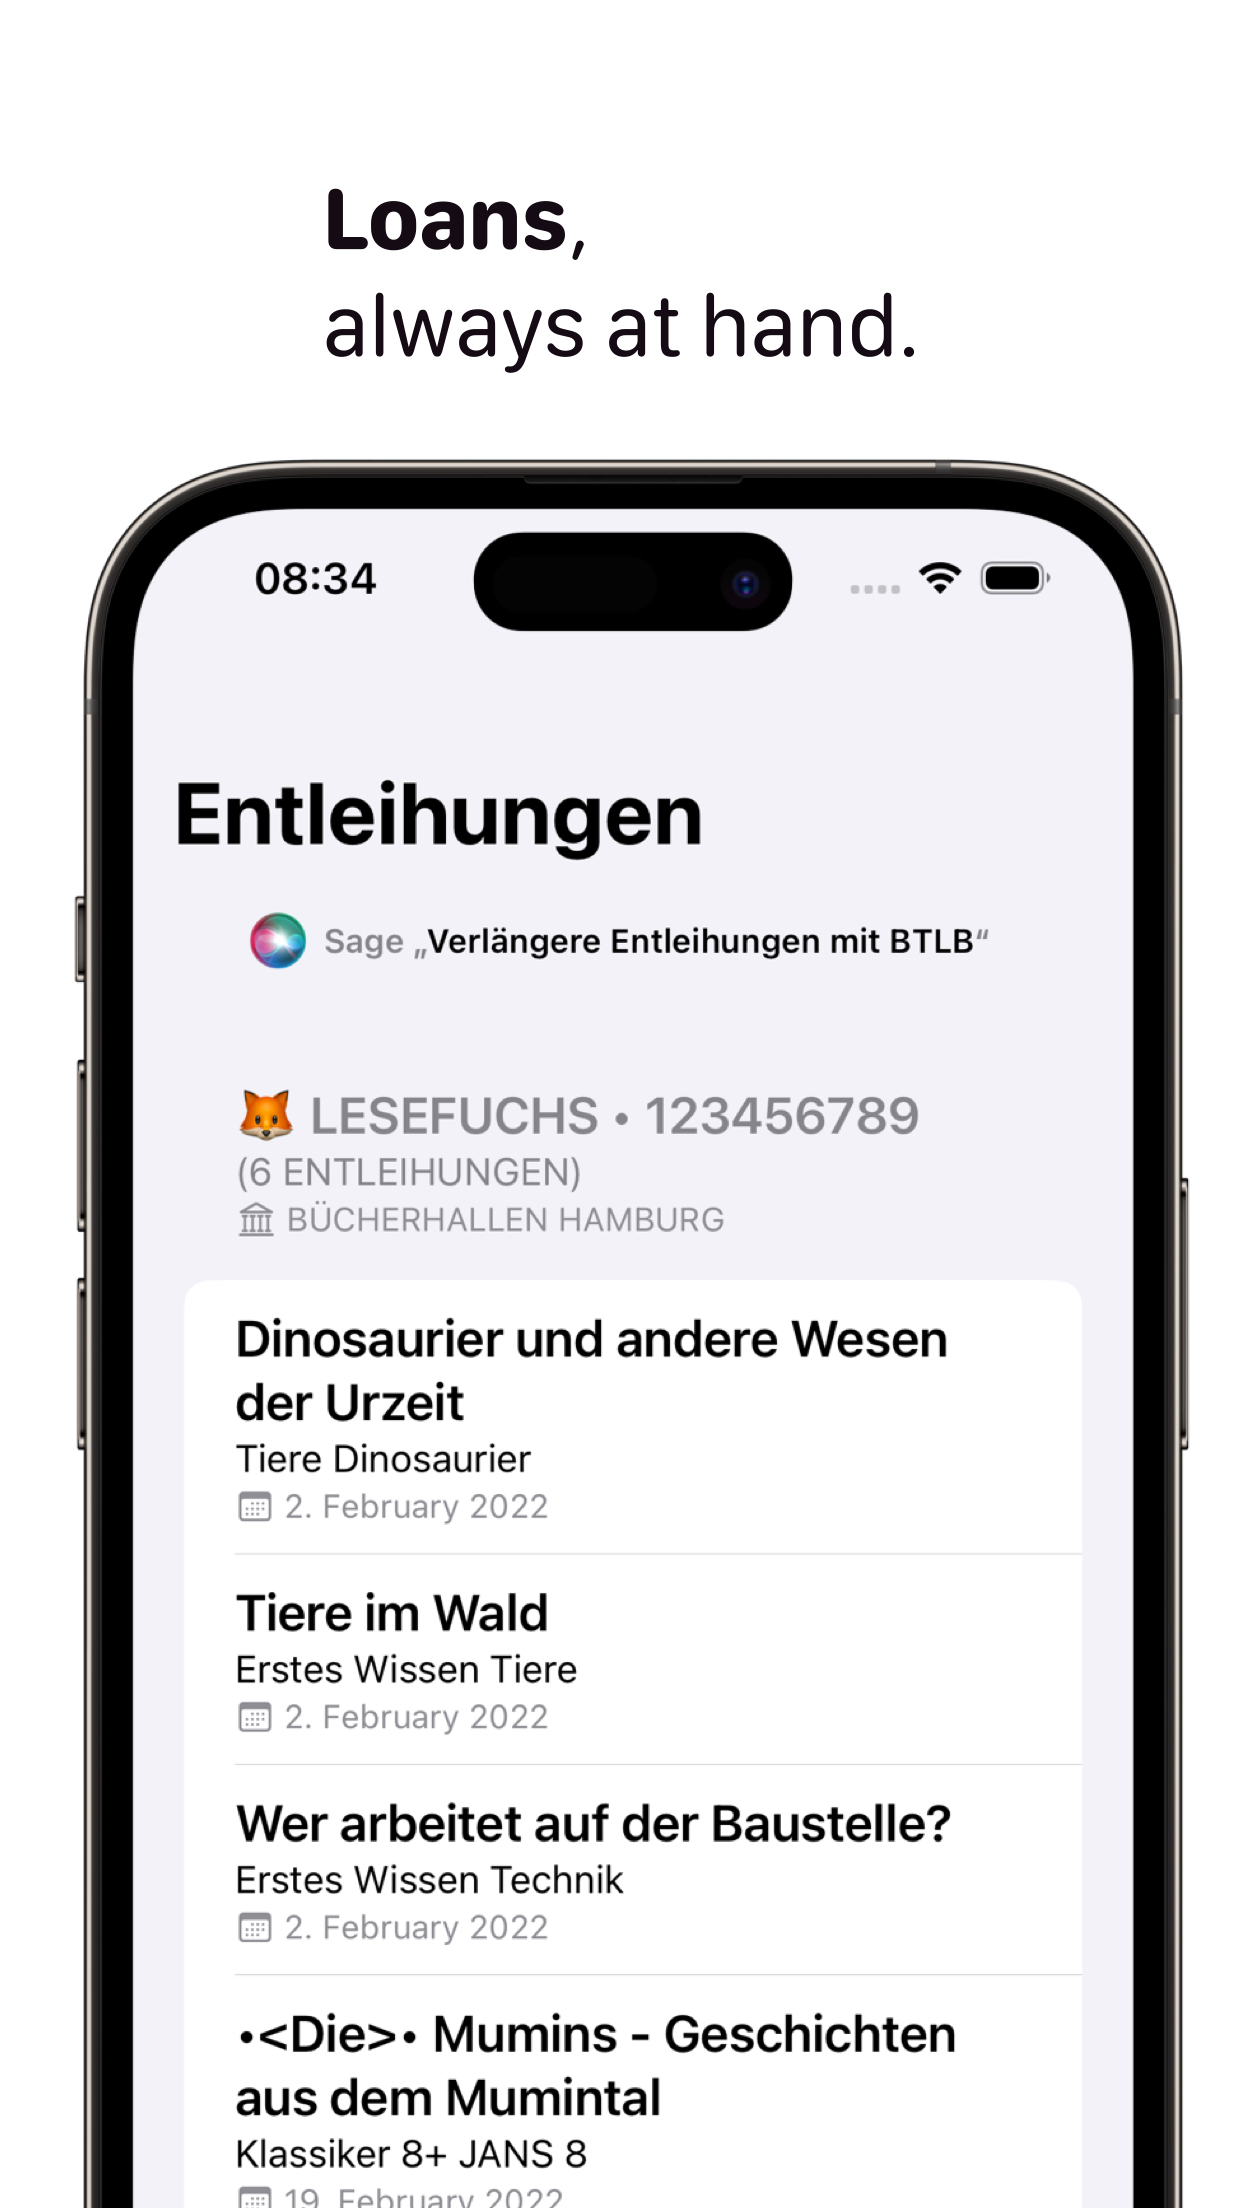 Loans,
always at hand.
08:34
Entleihungen
Sage „Verlängere Entleihungen mit BTLB“
LESEFUCHS • 123456789
(6 ENTLEIHUNGEN)
BÜCHERHALLEN HAMBURG
Dinosaurier und andere Wesen
der Urzeit
Tiere Dinosaurier
2. February 2022
Tiere im Wald
Erstes Wissen Tiere
2. February 2022
Wer arbeitet auf der Baustelle?
Erstes Wissen Technik
2. February 2022
•<Die>• Mumins - Geschichten
aus dem Mumintal
Klassiker 8+ JANS 8
19. February 2022